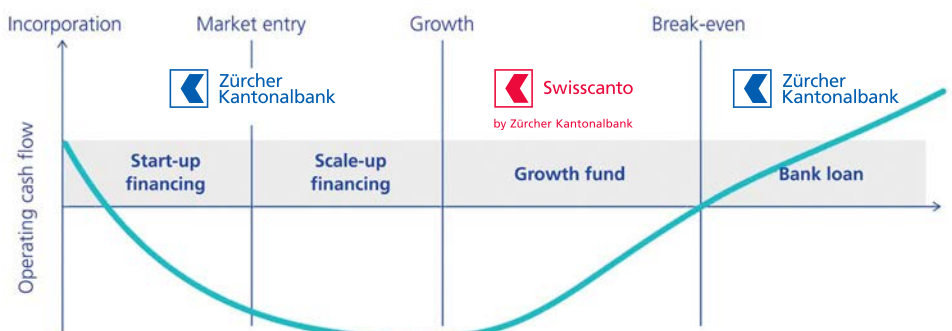 Incorporation
Market entry
Growth
Break-even
Zürcher
Kantonalbank
Swisscanto
by Zürcher Kantonalbank
Zürcher
Kantonalbank
Operating cash flow
Start-up
financing
Scale-up
financing
Growth fund
Bank loan